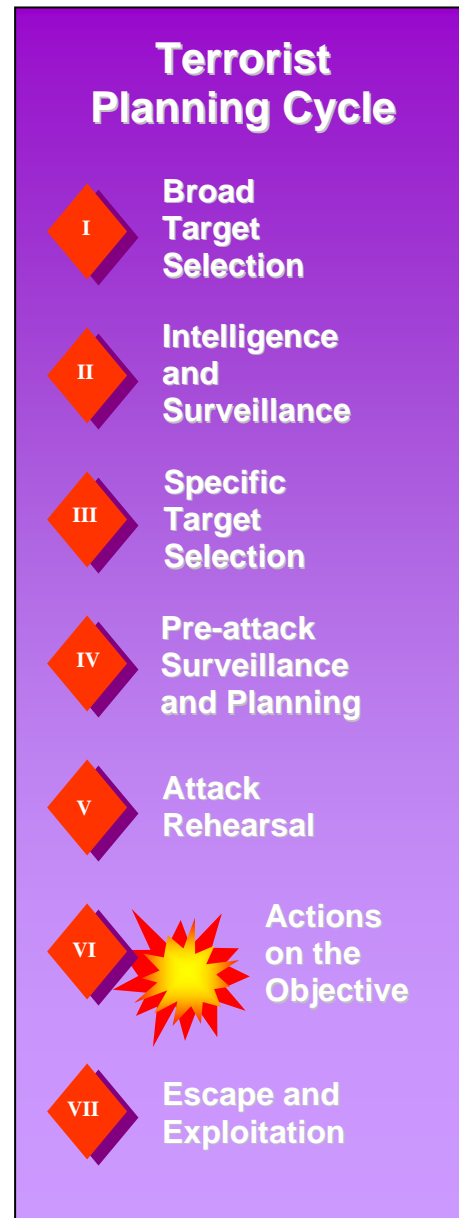 Terrorist
Planning Cycle
I
Broad
Target
Selection
II
Intelligence
and
Surveillance
III
Specific
Target
Selection
IV
Pre-attack
Surveillance
and Planning
V
Attack
Rehearsal
VI
Actions
on the
Objective
VII
Escape and
Exploitation